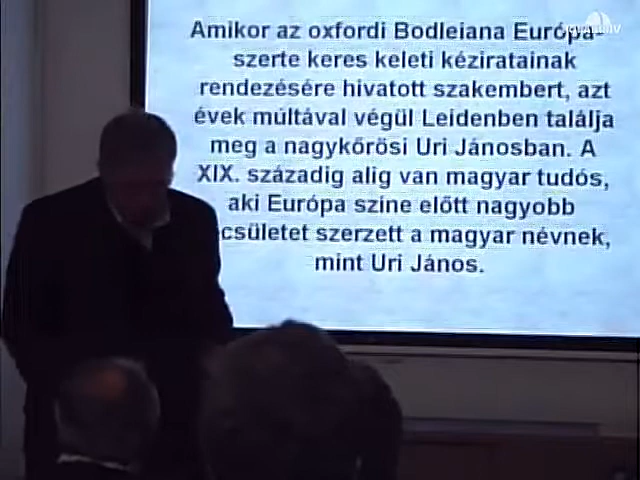 Amikor az oxfordi Bodleiana Európa-
szerte keres keleti kéziratainak
rendezésére hivatott szakembert, azt
évek múltával végül Leidenben találja
meg a nagykőrösi Uri Jánosban. A
XIX. századig alig van magyar tudós,
aki Európa színe előtt nagyobb
csületet szerzett a magyar névnek,
mint Uri János.